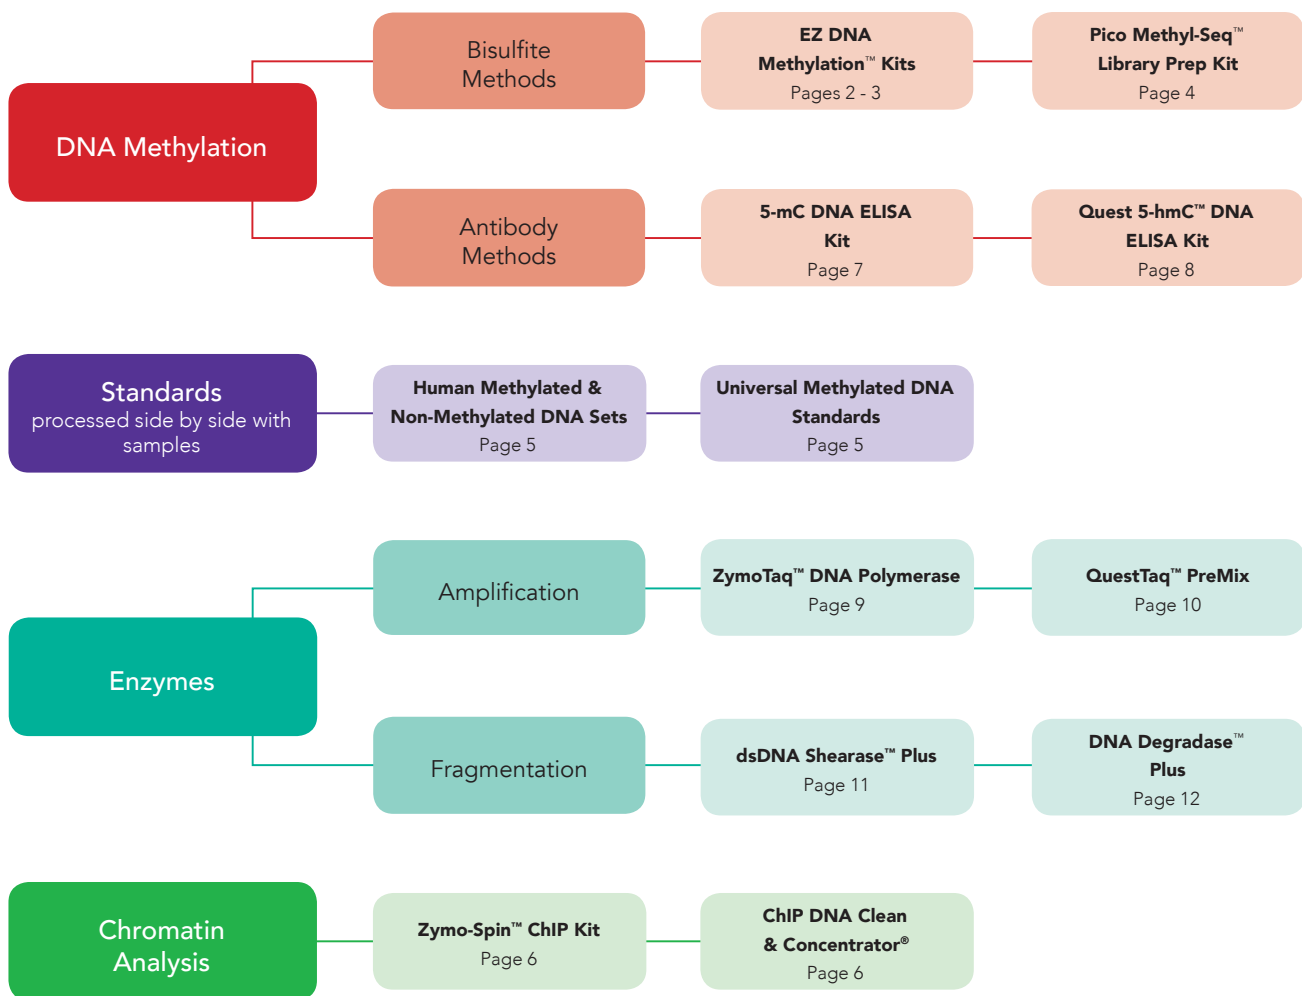 DNA Methylation
Bisulfite
Methods
EZ DNA
Methylation™ Kits
Pages 2 - 3
Pico Methyl-Seq™
Library Prep Kit
Page 4
Antibody
Methods
5-mC DNA ELISA
Kit
Page 7
Quest 5-hmC™ DNA
ELISA Kit
Page 8
Standards
processed side by side with
samples
Human Methylated &
Non-Methylated DNA Sets
Page 5
Universal Methylated DNA
Standards
Page 5
Enzymes
Amplification
ZymoTaq™ DNA Polymerase
Page 9
QuestTaq™ PreMix
Page 10
Fragmentation
dsDNA Shearase™ Plus
Page 11
DNA Degradase™
Plus
Page 12
Chromatin
Analysis
Zymo-Spin™ ChIP Kit
Page 6
ChIP DNA Clean
& Concentrator®
Page 6